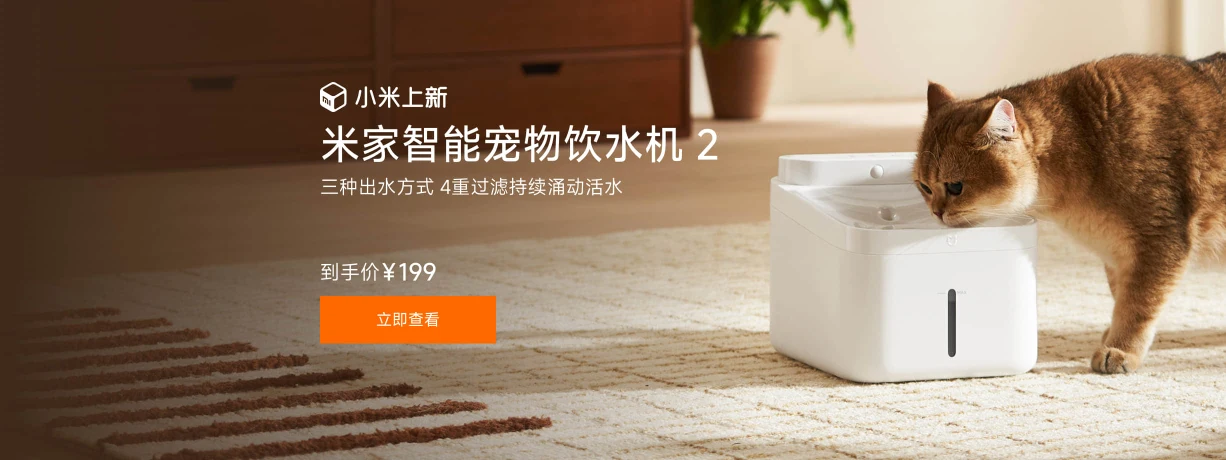 小米上新
米家智能宠物饮水机 2
三种出水方式 4重过滤持续涌动活水
到手价¥199
立即查看